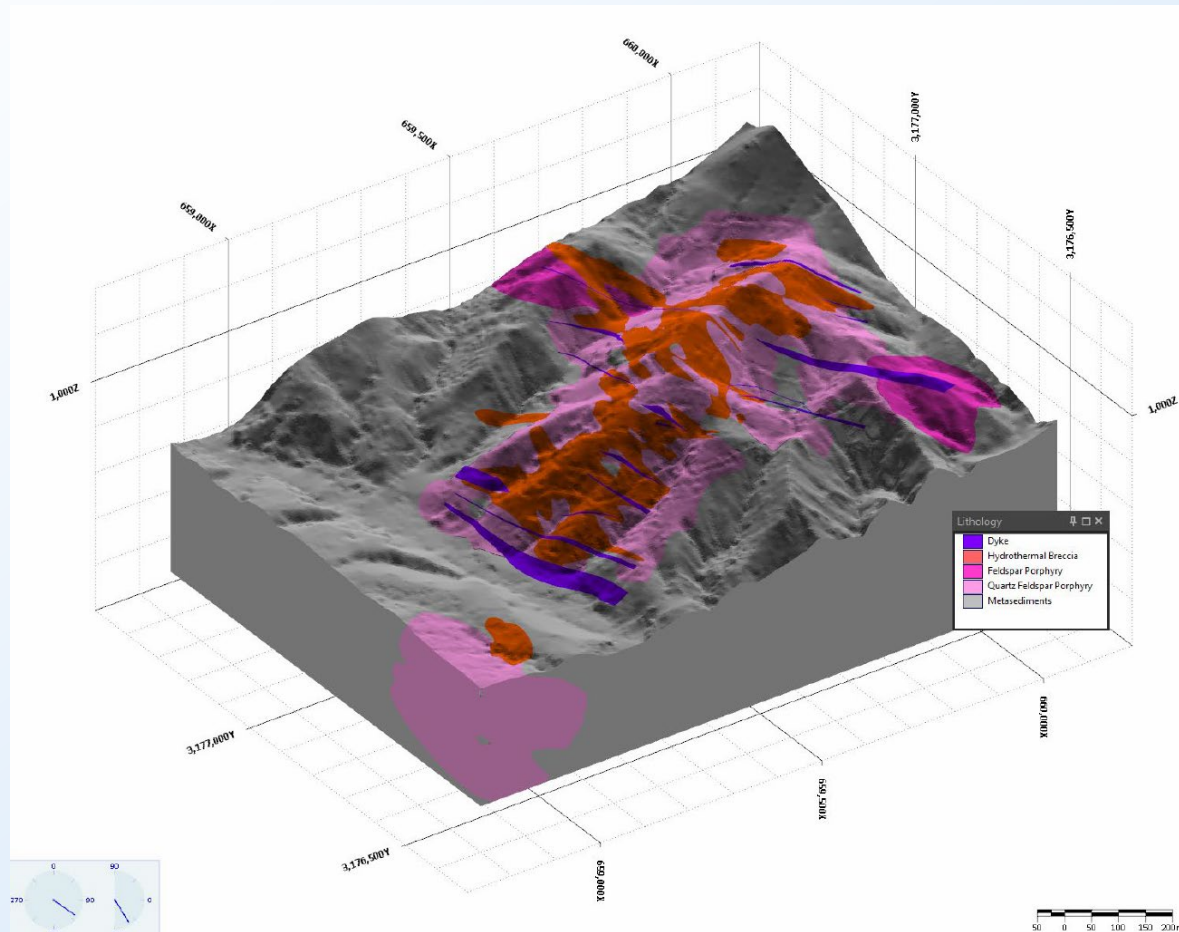 660,000X
659,500X
659,000X
3,177,000Y
3,176,500Y
1,000Z
1,000Z
Lithology
Dyke
Hydrothermal Breccia
Feldspar Porphyry
Quartz Feldspar Porphyry
Metasediments
660,000X
659,500X
659,000X
3,177,000Y
3,176,500Y
0
90
270
90
0
50 0 50 100 150 200